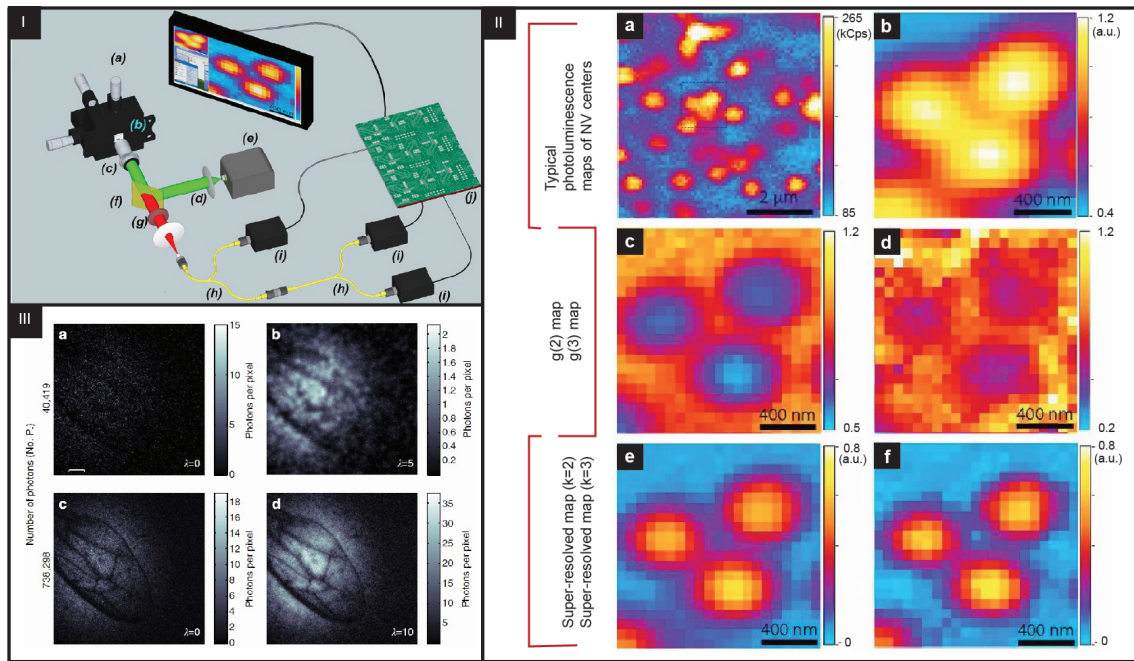 I
(a)
(b)
(c)
(d)
(e)
(f)
(g)
(h)
(h)
(i)
(i)
(i)
(j)
II
Typical
photoluminescence
maps of NV centers
a
265
(kCps)
2 μm
85
b
1.2
(a.u.)
400 nm
0.4
g(2) map
g(3) map
c
1.2
400 nm
0.5
d
1.2
400 nm
0.2
Super-resolved map (k=2)
Super-resolved map (k=3)
e
0.8
(a.u.)
400 nm
0
f
0.8
(a.u.)
400 nm
0
III
Number of photons (No. P.)
40,419
738,298
a
λ=0
15
10
5
0
Photons per pixel
b
λ=5
2
1.8
1.6
1.4
1.2
1
0.8
0.6
0.4
0.2
Photons per pixel
c
λ=0
18
16
14
12
10
8
6
4
2
0
Photons per pixel
d
λ=10
35
30
25
20
15
10
5
Photons per pixel